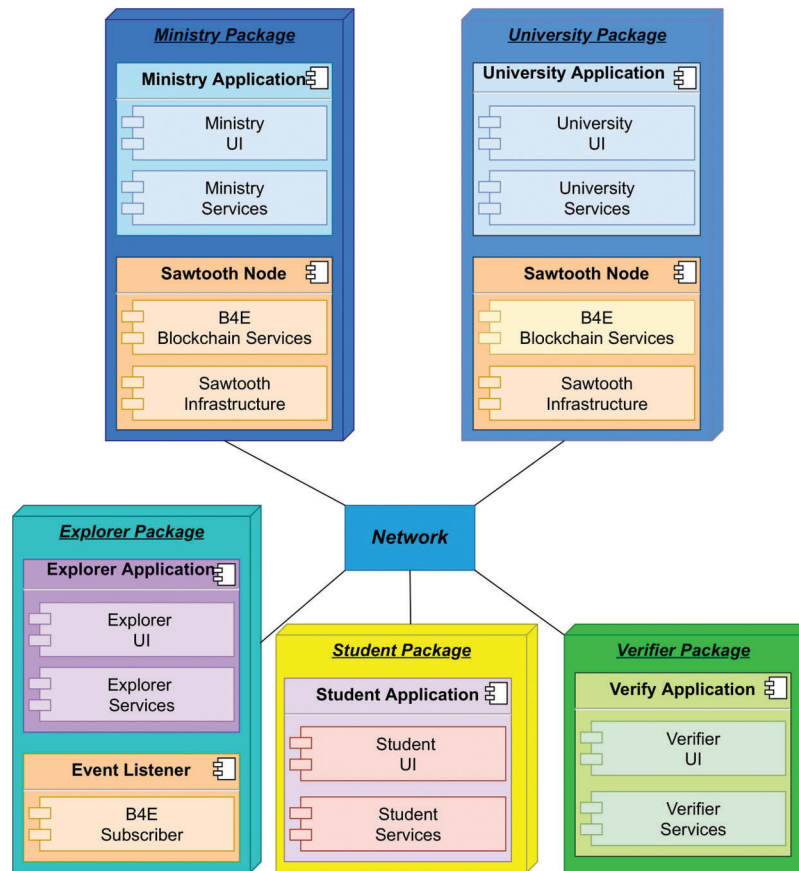 Ministry Package
Ministry Application
Ministry
UI
Ministry
Services
Sawtooth Node
B4E
Blockchain Services
Sawtooth
Infrastructure
University Package
University Application
University
UI
University
Services
Sawtooth Node
B4E
Blockchain Services
Sawtooth
Infrastructure
Network
Explorer Package
Explorer Application
Explorer
UI
Explorer
Services
Event Listener
B4E
Subscriber
Student Package
Student Application
Student
UI
Student
Services
Verifier Package
Verify Application
Verifier
UI
Verifier
Services